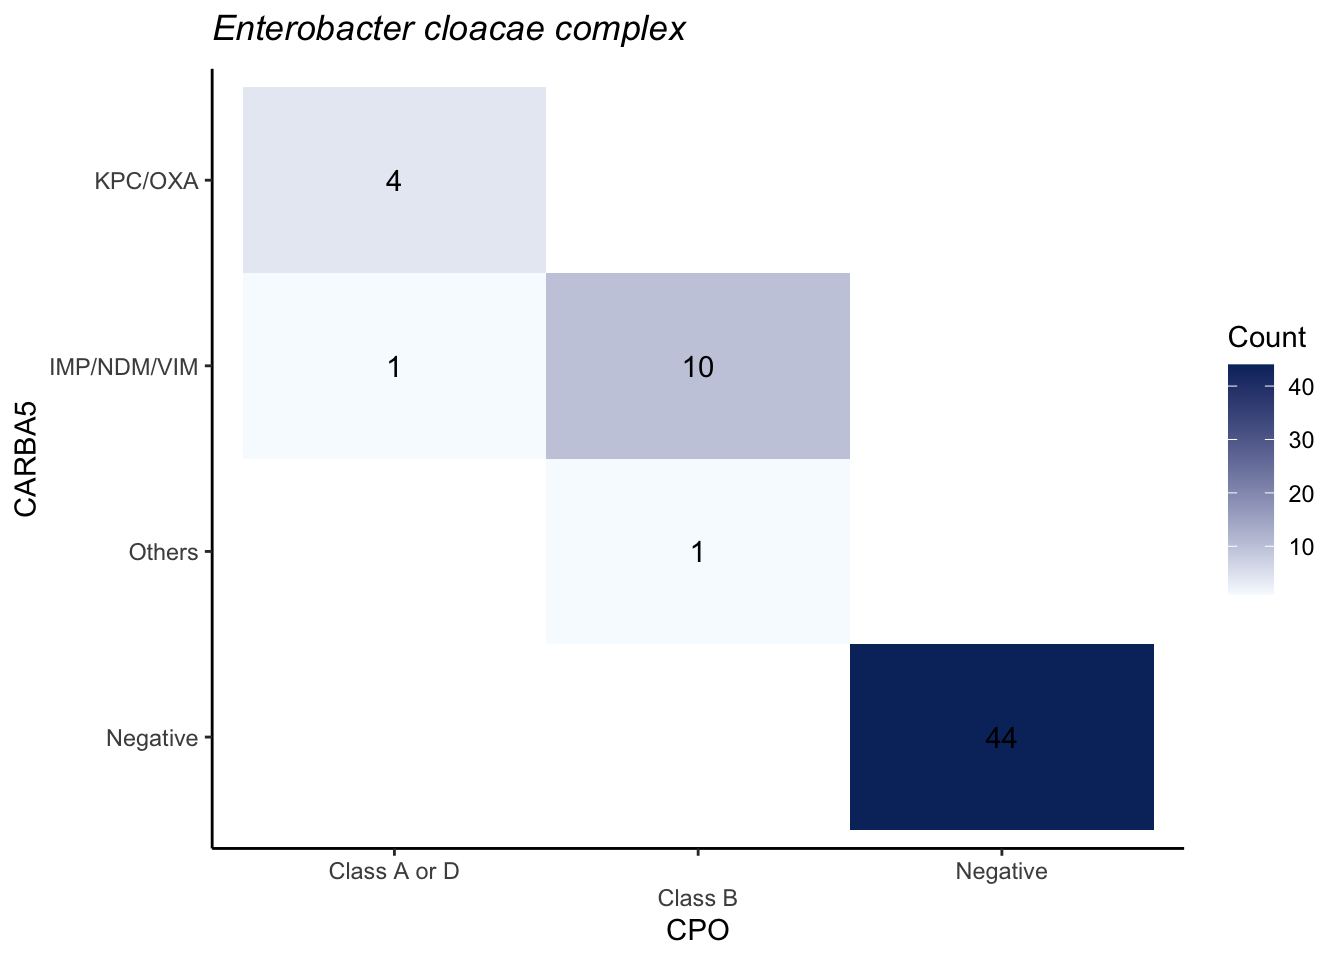 Enterobacter cloacae complex
KPC/OXA
4
IMP/NDM/VIM
1
10
Others
1
Negative
44
CARBA5
Class A or D
Class B
Negative
CPO
Count
40
30
20
10